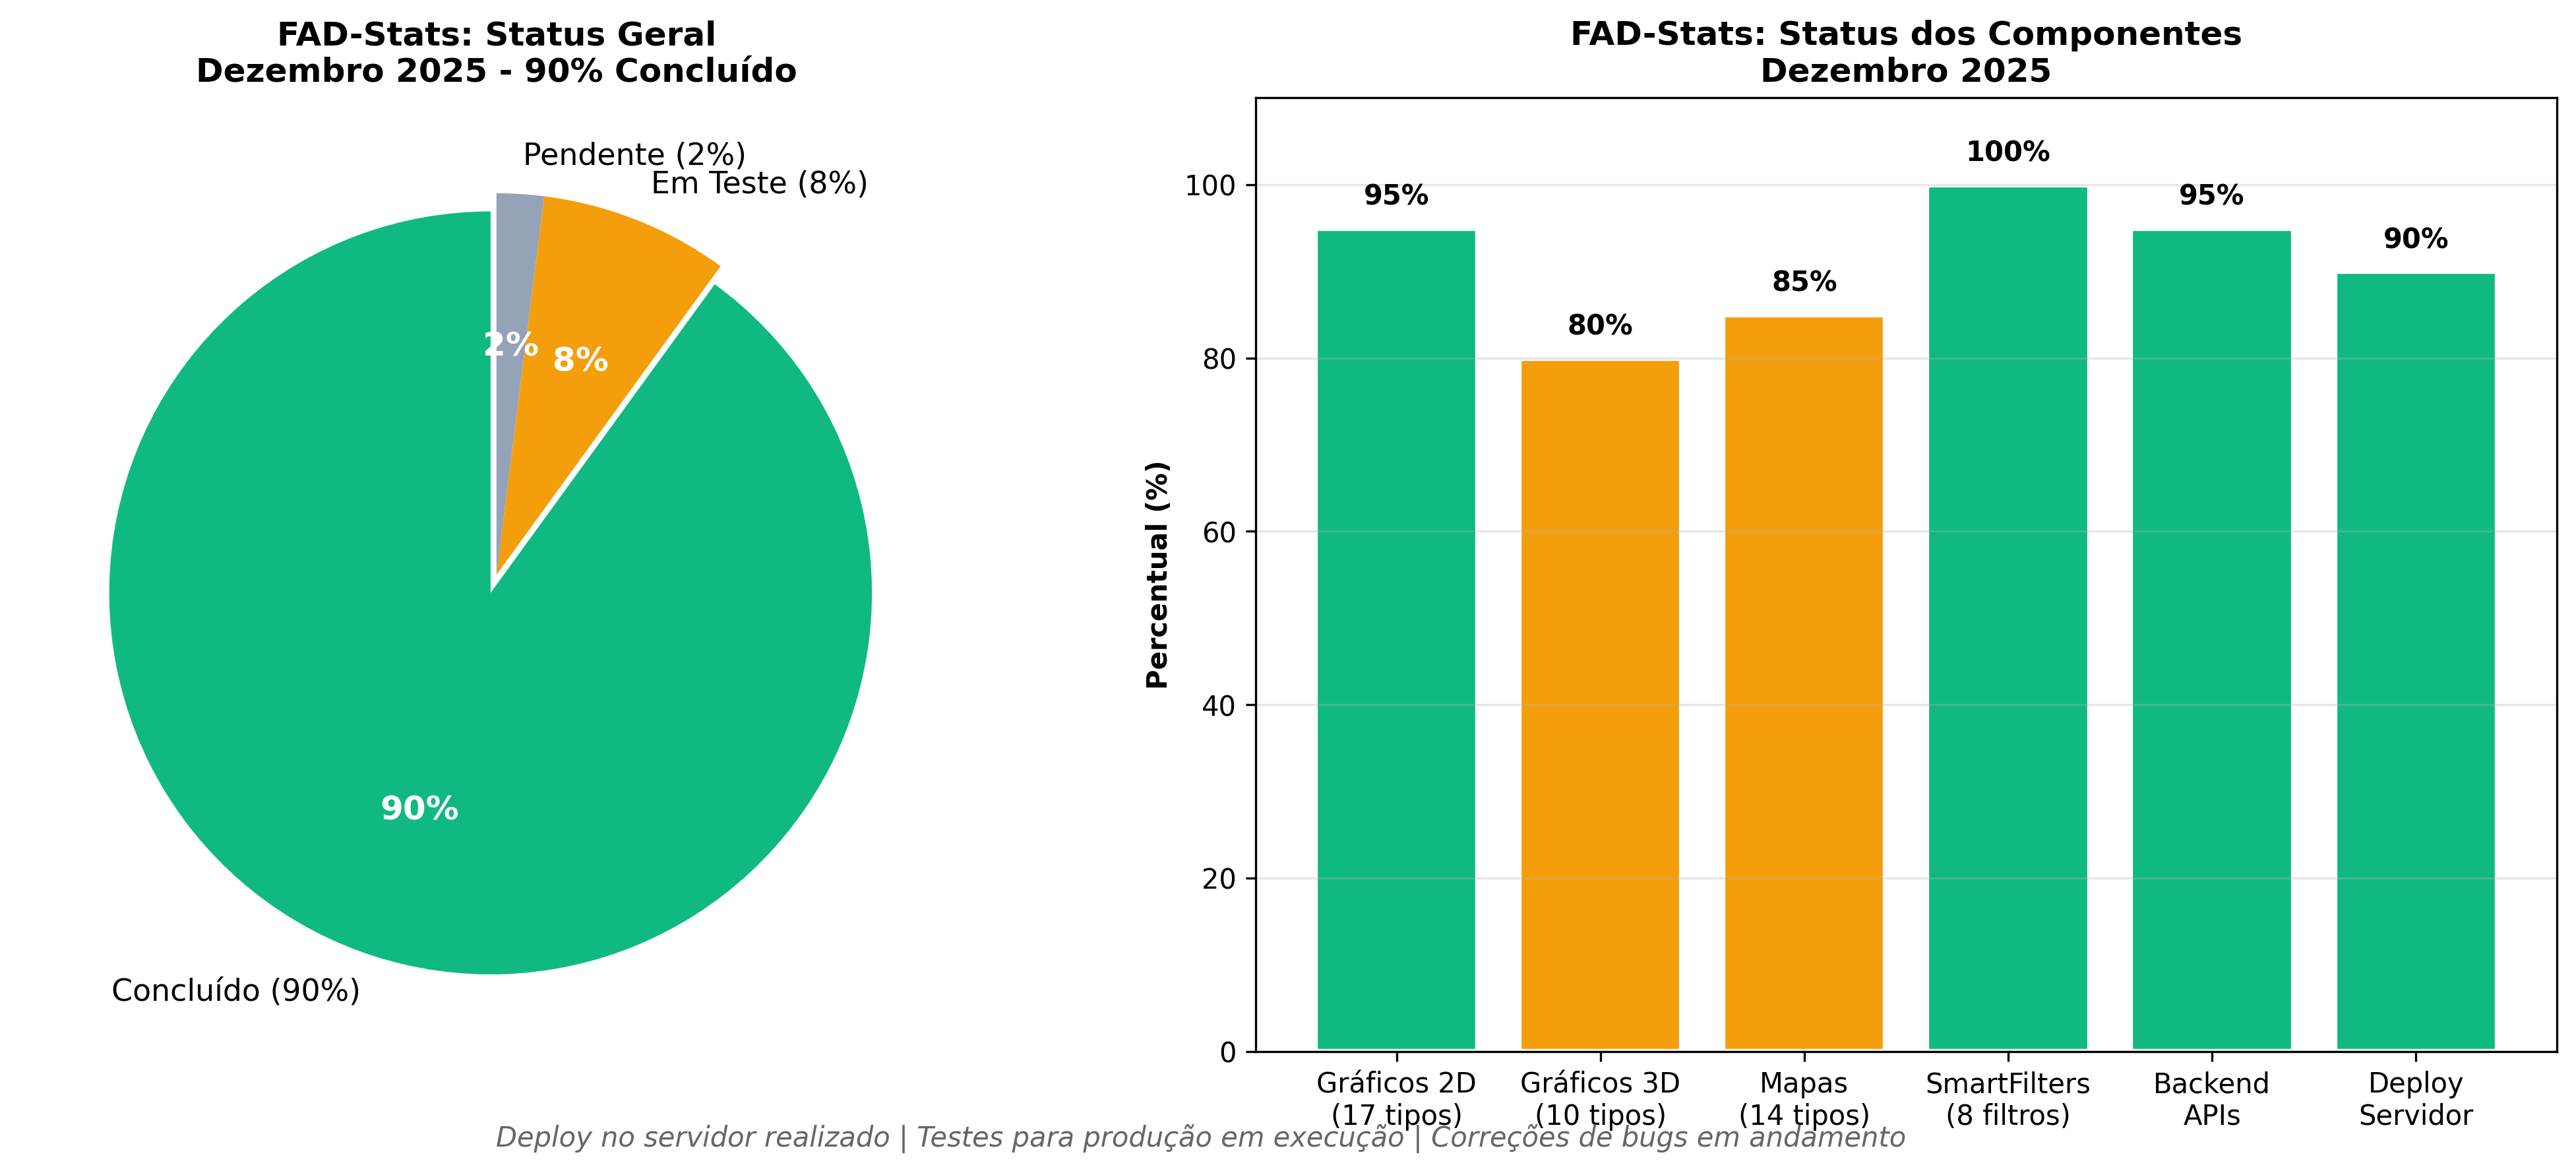 FAD-Stats: Status Geral
Dezembro 2025 - 90% Concluído
Pendente (2%)
Em Teste (8%)
2%
8%
90%
Concluído (90%)
FAD-Stats: Status dos Componentes
Dezembro 2025
Percentual (%)
100
80
60
40
20
0
95%
80%
85%
100%
95%
90%
Gráficos 2D
(17 tipos)
Gráficos 3D
(10 tipos)
Mapas
(14 tipos)
SmartFilters
(8 filtros)
Backend
APIs
Deploy
Servidor
Deploy no servidor realizado | Testes para produção em execução | Correções de bugs em andamento